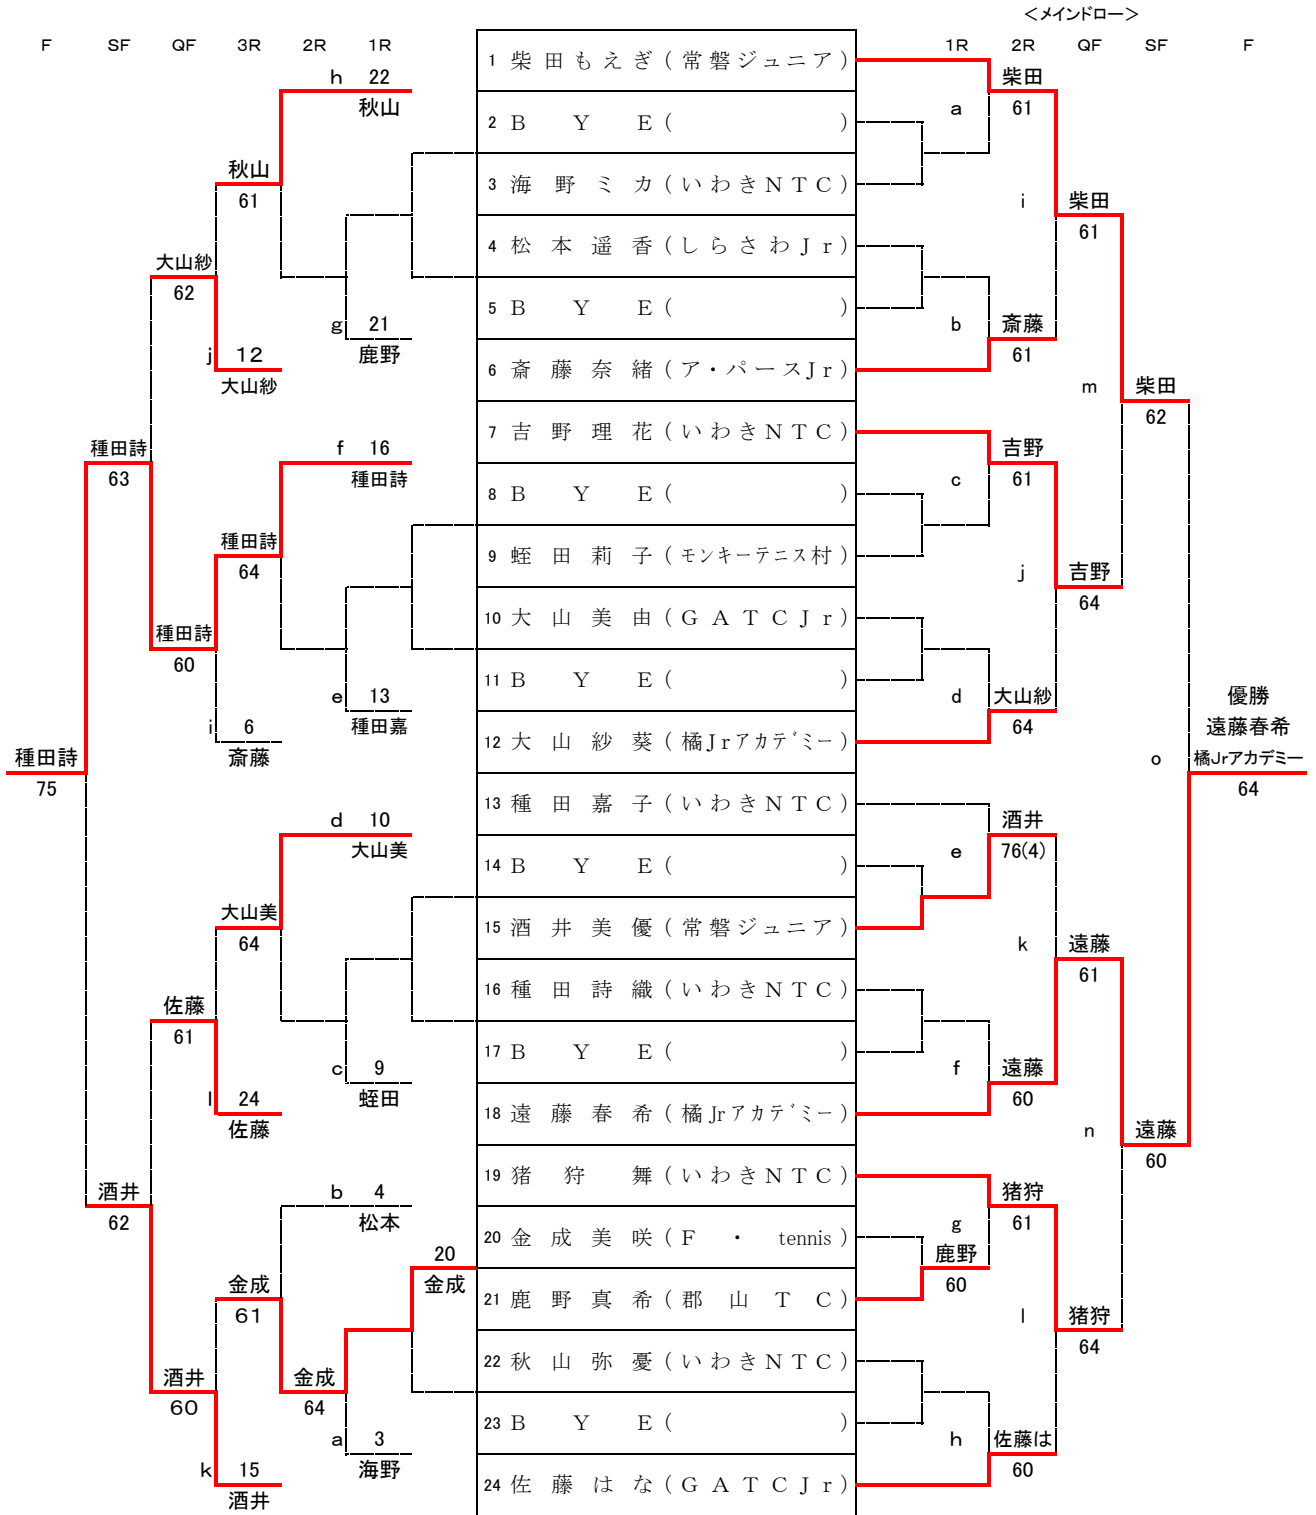 <メインドロー>
F SF QF 3R 2R 1R
1R 2R QF SF F
1 柴田もえぎ(常磐ジュニア)
2 B Y E( )
3 海野ミカ(いわきNTC)
4 松本遥香(しらさわJr)
5 B Y E( )
6 斎藤奈緒(ア・パースJr)
7 吉野理花(いわきNTC)
8 B Y E( )
9 蛭田莉子(モンキーテニス村)
10 大山美由(GATCJr)
11 B Y E( )
12 大山紗葵(橘Jrアカデミー)
13 種田嘉子(いわきNTC)
14 B Y E( )
15 酒井美優(常磐ジュニア)
16 種田詩織(いわきNTC)
17 B Y E( )
18 遠藤春希(橘Jrアカデミー)
19 猪狩舞(いわきNTC)
20 金成美咲(F・tennis)
21 鹿野真希(郡山TC)
22 秋山弥憂(いわきNTC)
23 B Y E( )
24 佐藤はな(GATCJr)
h 22
秋山
秋山
61
大山紗
62
g 21
鹿野
j 12
大山紗
種田詩
63
f 16
種田詩
種田詩
64
種田詩
60
e 13
種田嘉
i 6
斎藤
種田詩
75
d 10
大山美
大山美
64
佐藤
61
c 9
蛭田
l 24
佐藤
酒井
62
b 4
松本
20
金成
金成
61
酒井
60
金成
64
a 3
海野
k 15
酒井
柴田
61
a
i
柴田
61
b
斎藤
61
m
柴田
62
吉野
61
c
j
吉野
64
d
大山紗
64
優勝
遠藤春希
橘Jrアカデミー
64
o
酒井
76(4)
e
k
遠藤
61
f
遠藤
60
n
遠藤
60
猪狩
61
g
鹿野
60
l
猪狩
64
h
佐藤は
60